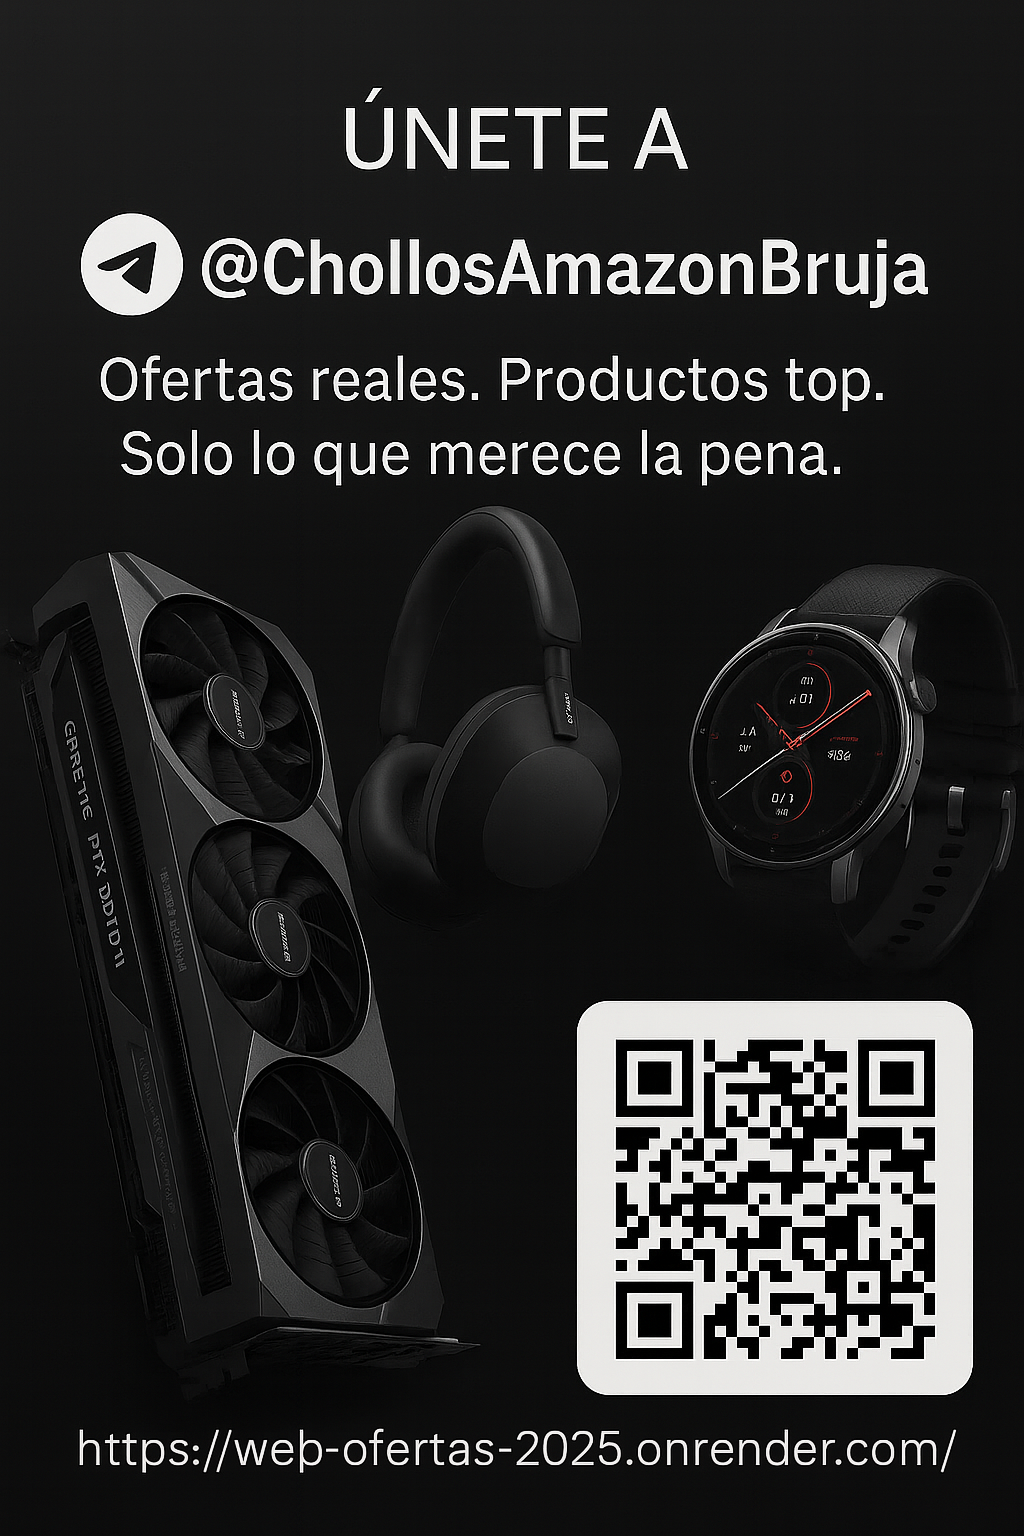 ÚNETE A
@ChollosAmazonBruja
Ofertas reales. Productos top.
Solo lo que merece la pena.
https://web-ofertas-2025.onrender.com/